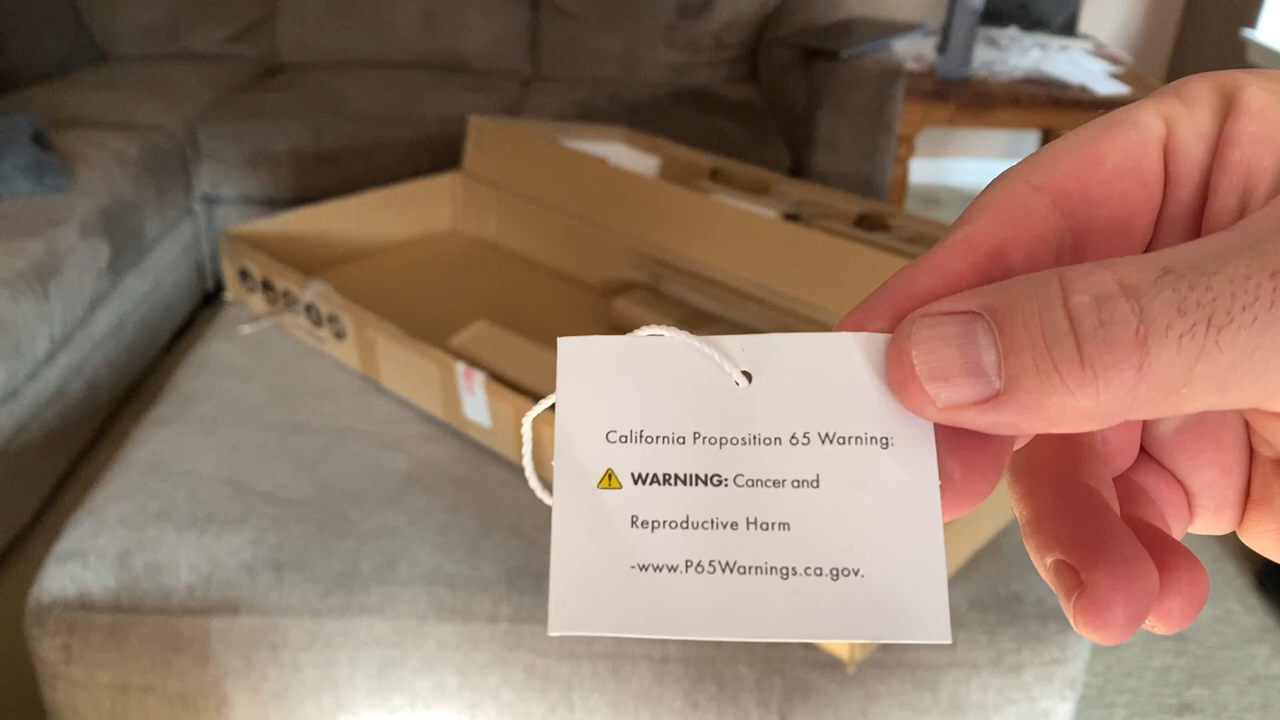 California Proposition 65 Warning:
WARNING: Cancer and
Reproductive Harm
-www.P65Warnings.ca.gov.